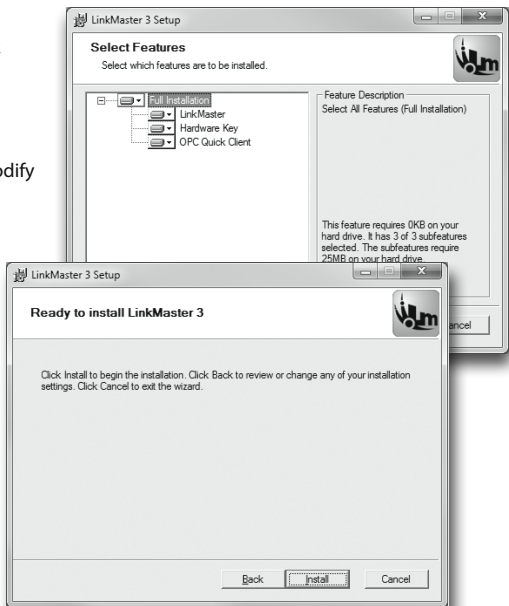 LinkMaster 3 Setup
Select Features
Select which features are to be installed.
Full Installation
LinkMaster
Hardware Key
OPC Quick Client
Feature Description
Select All Features (Full Installation)
This feature requires 0KB on your
hard drive. It has 3 of 3 subfeatures
selected. The subfeatures require
25MB on your hard drive.
ancel
odify
LinkMaster 3 Setup
Ready to install LinkMaster 3
Click Install to begin the installation. Click Back to review or change any of your installation
settings. Click Cancel to exit the wizard.
Back
Install
Cancel